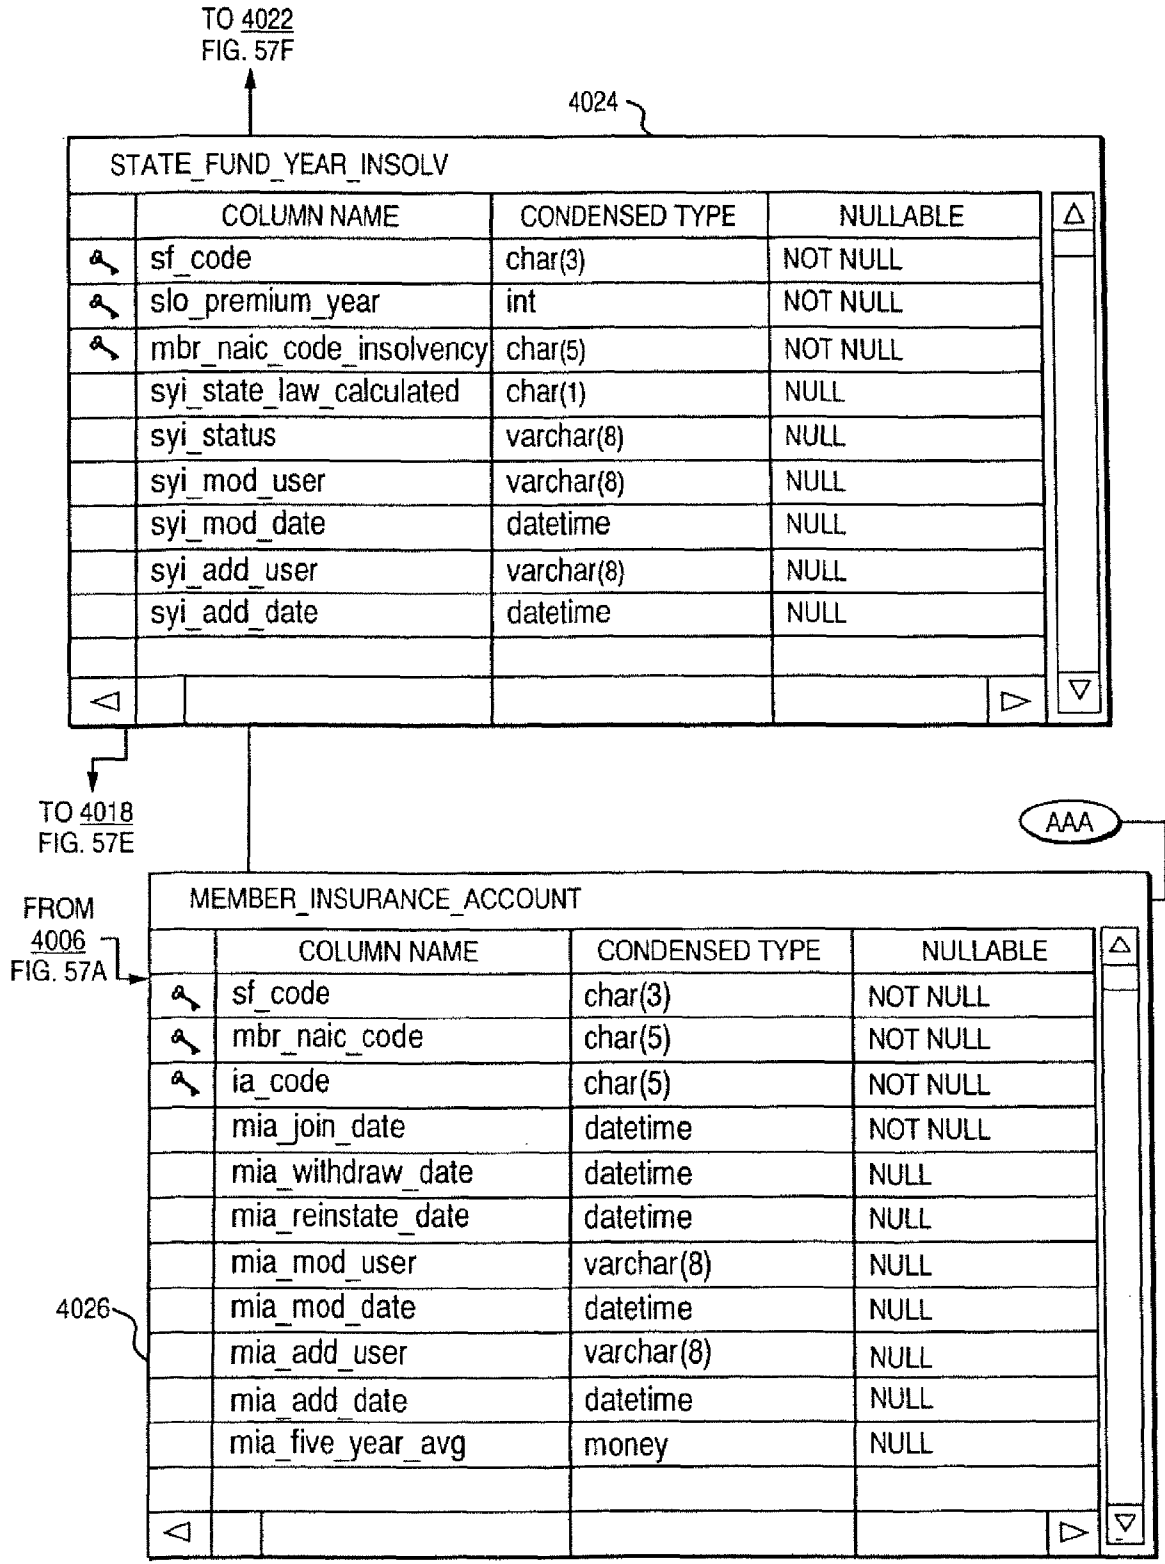 TO 4022
FIG. 57F
4024
STATE_FUND_YEAR_INSOLV
COLUMN NAME CONDENSED TYPE NULLABLE
sf_code char(3) NOT NULL
slo_premium_year int NOT NULL
mbr_naic_code_insolvency char(5) NOT NULL
syi_state_law_calculated char(1) NULL
syi_status varchar(8) NULL
syi_mod_user varchar(8) NULL
syi_mod_date datetime NULL
syi_add_user varchar(8) NULL
syi_add_date datetime NULL
TO 4018
FIG. 57E
AAA
FROM
4006
FIG. 57A
MEMBER_INSURANCE_ACCOUNT
COLUMN NAME CONDENSED TYPE NULLABLE
sf_code char(3) NOT NULL
mbr_naic_code char(5) NOT NULL
ia_code char(5) NOT NULL
mia_join_date datetime NOT NULL
mia_withdraw_date datetime NULL
mia_reinstate_date datetime NULL
mia_mod_user varchar(8) NULL
mia_mod_date datetime NULL
4026
mia_add_user varchar(8) NULL
mia_add_date datetime NULL
mia_five_year_avg money NULL